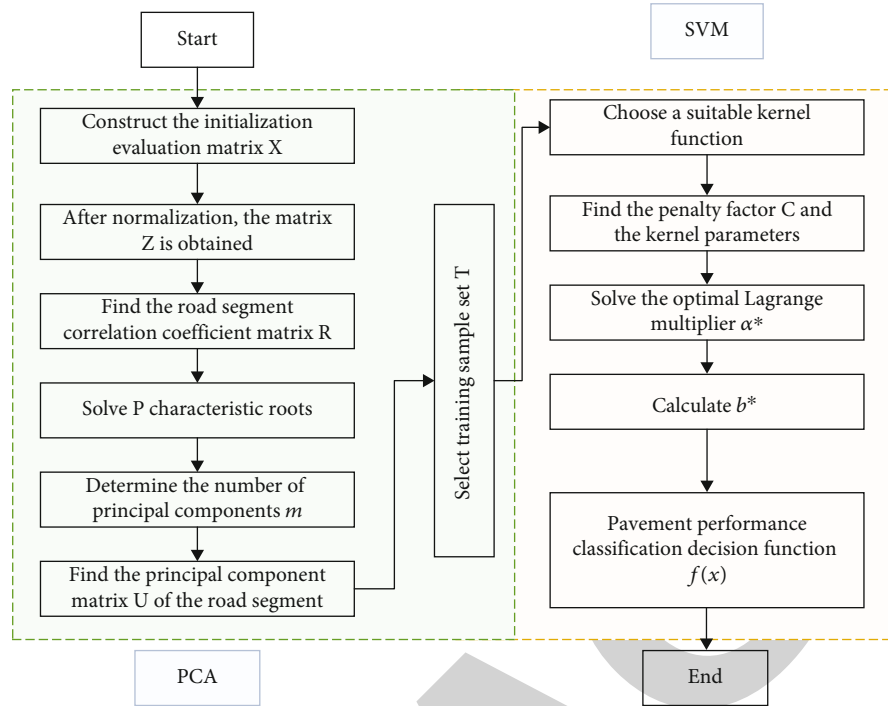 Start
SVM
Construct the initialization
evaluation matrix X
After normalization, the matrix
Z is obtained
Find the road segment
correlation coefficient matrix R
Solve P characteristic roots
Determine the number of
principal components m
Find the principal component
matrix U of the road segment
Select training sample set T
Choose a suitable kernel
function
Find the penalty factor C and
the kernel parameters
Solve the optimal Lagrange
multiplier α*
Calculate b*
Pavement performance
classification decision function
f(x)
PCA
End